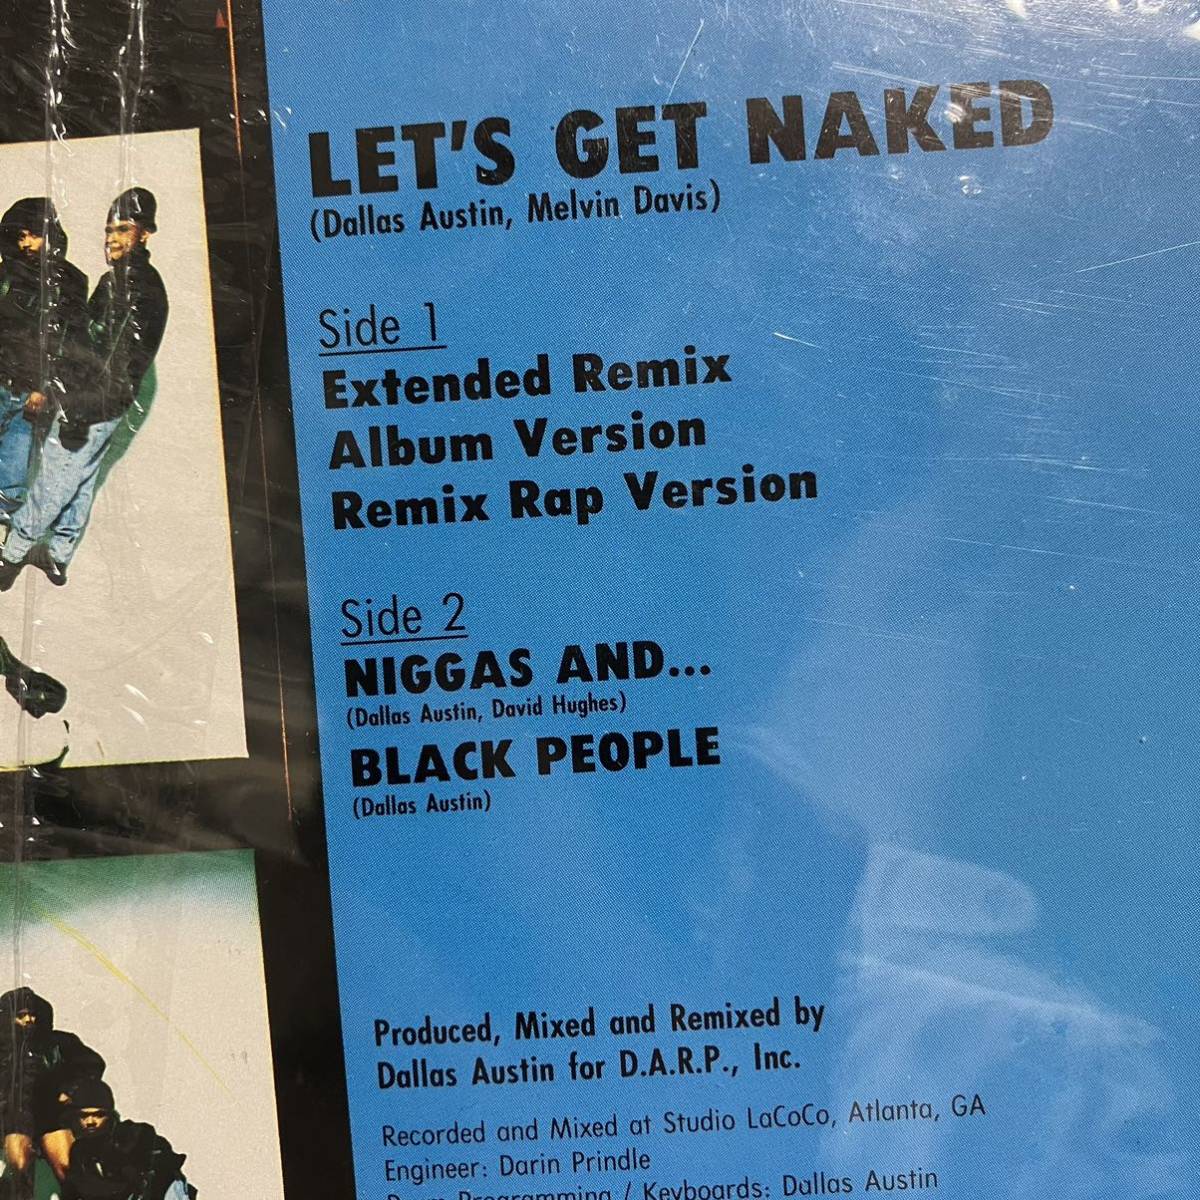 LET'S GET NAKED
(Dallas Austin, Melvin Davis)
Side 1
Extended Remix
Album Version
Remix Rap Version
Side 2
NIGGAS AND...
(Dallas Austin, David Hughes)
BLACK PEOPLE
(Dallas Austin)
Produced, Mixed and Remixed by
Dallas Austin for D.A.R.P., Inc.
Recorded and Mixed at Studio LaCoCo, Atlanta, GA
Engineer: Darin Prindle
Drum Programming / Keyboards: Dallas Austin